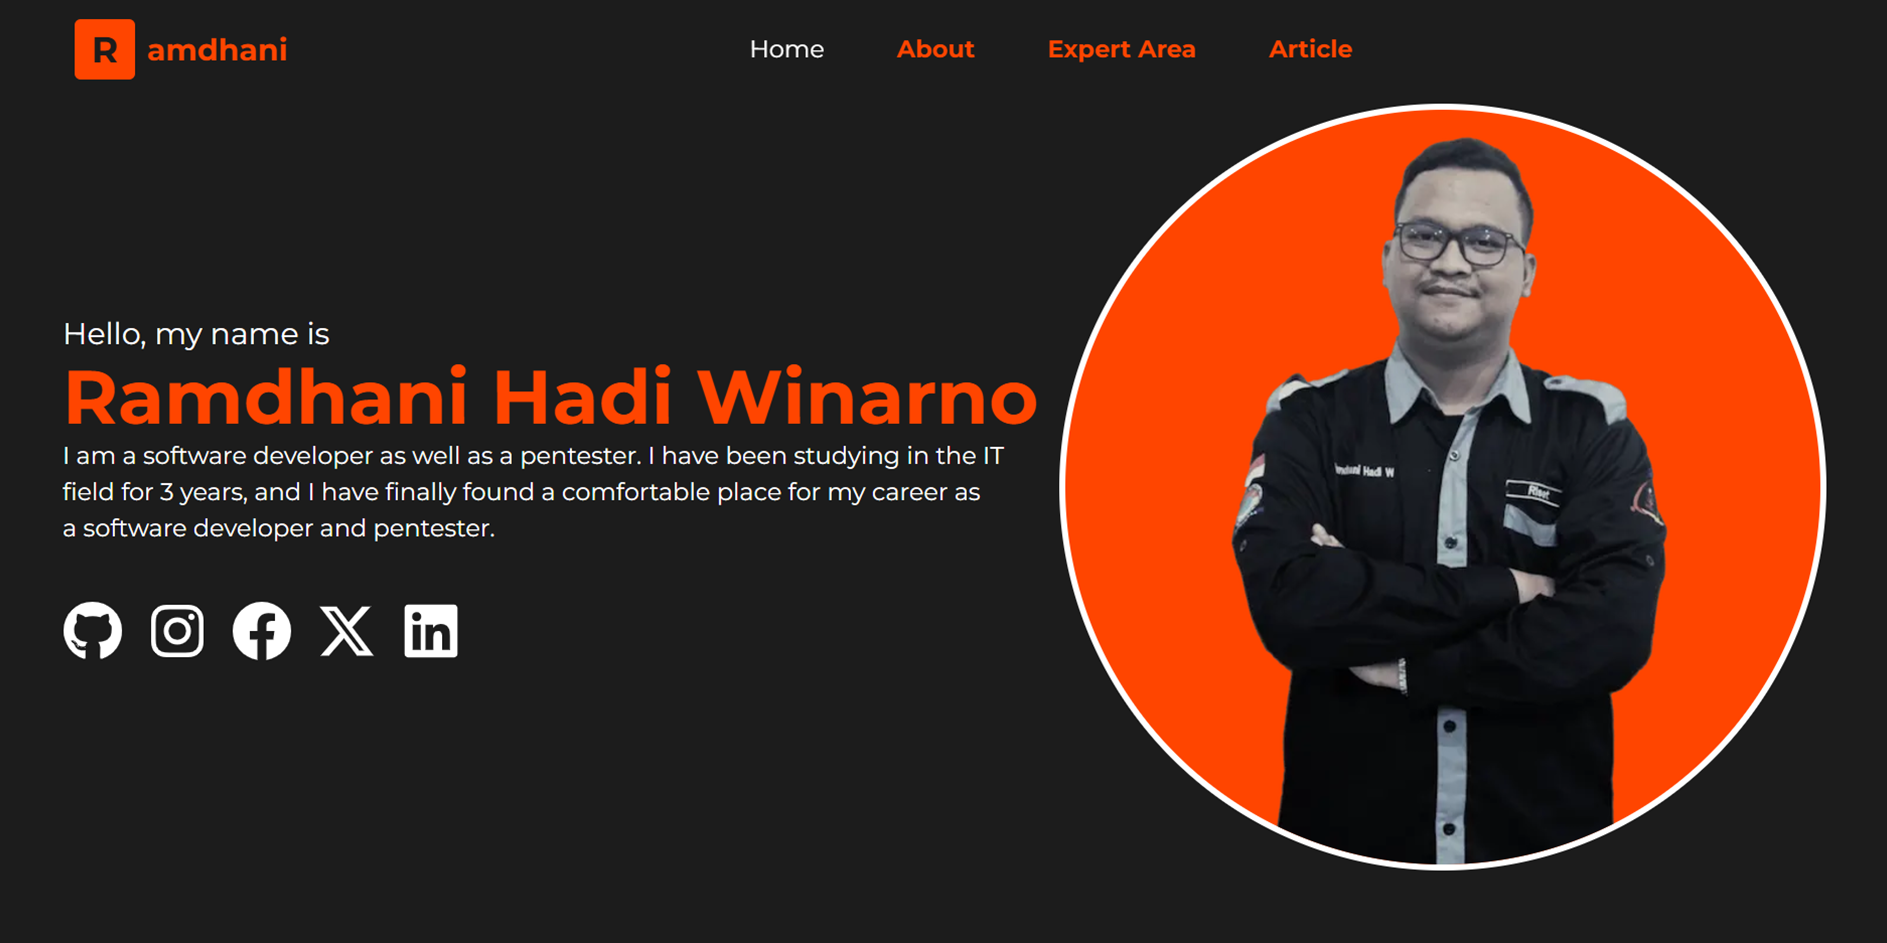 R amdhani
Home About Expert Area Article
Hello, my name is
Ramdhani Hadi Winarno
I am a software developer as well as a pentester. I have been studying in the IT
field for 3 years, and I have finally found a comfortable place for my career as
a software developer and pentester.
in
Hadi W
Riset